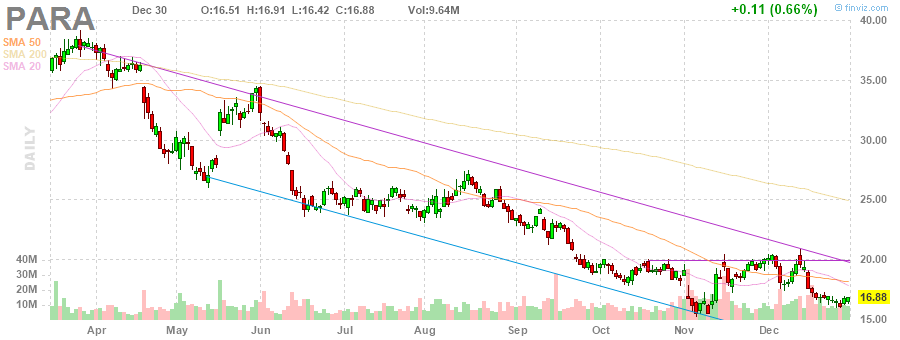 PARA
Dec 30 O:16.51 H:16.91 L:16.42 C:16.88 Vol:9.64M
+0.11 (0.66%)
© finviz.com
SMA 50
SMA 200
SMA 20
DAILY
40.00
35.00
30.00
25.00
20.00
16.88
15.00
40M
30M
20M
10M
Apr May Jun Jul Aug Sep Oct Nov Dec